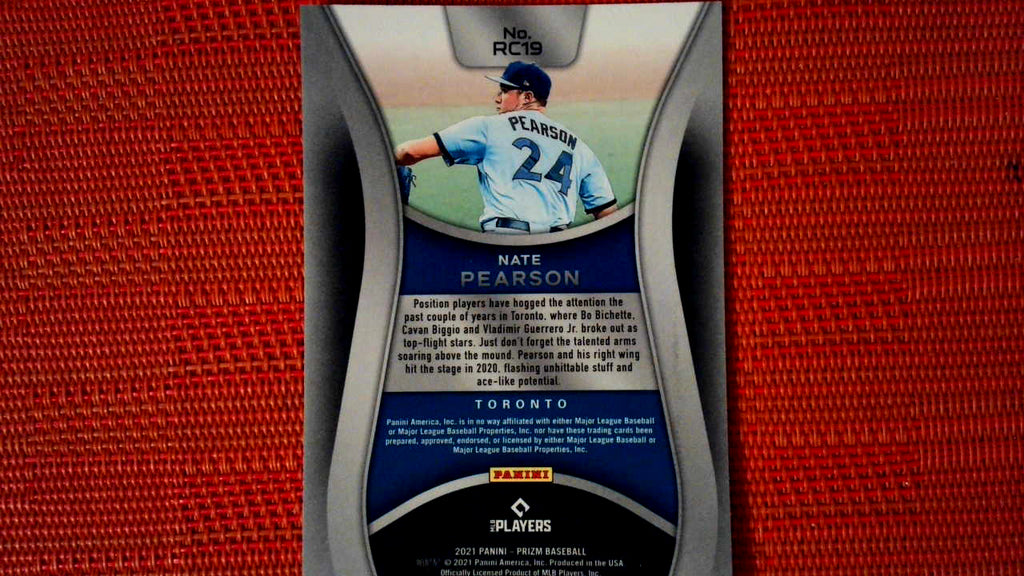 No.
RC19
PEARSON
24
NATE
PEARSON
Position players have hogged the attention the
past couple of years in Toronto, where Bo Bichette,
Cavan Biggio and Vladimir Guerrero Jr. broke out as
top-flight stars. Just don't forget the talented arms
soaring above the mound. Pearson and his right wing
hit the stage in 2020, flashing unhittable stuff and
ace-like potential.
TORONTO
Panini America, Inc. is in no way affiliated with either Major League Baseball
or Major League Baseball Properties, Inc. nor have these trading cards been
prepared, approved, endorsed, or licensed by either Major League Baseball or
Major League Baseball Properties, Inc.
PANINI
MLB PLAYERS
2021 PANINI - PRIZM BASEBALL
© 2021 Panini America, Inc. Produced in the USA
Officially Licensed Product of MLB Players, Inc.